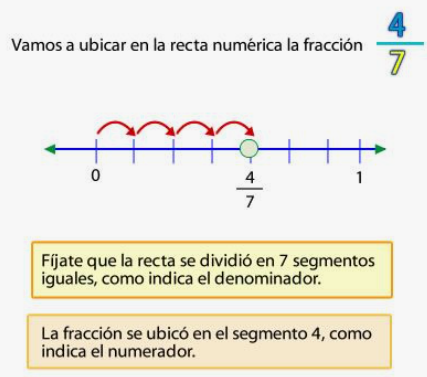 Vamos a ubicar en la recta numérica la fracción 4/7
0 4/7 1
Fíjate que la recta se dividió en 7 segmentos
iguales, como indica el denominador.
La fracción se ubicó en el segmento 4, como
indica el numerador.